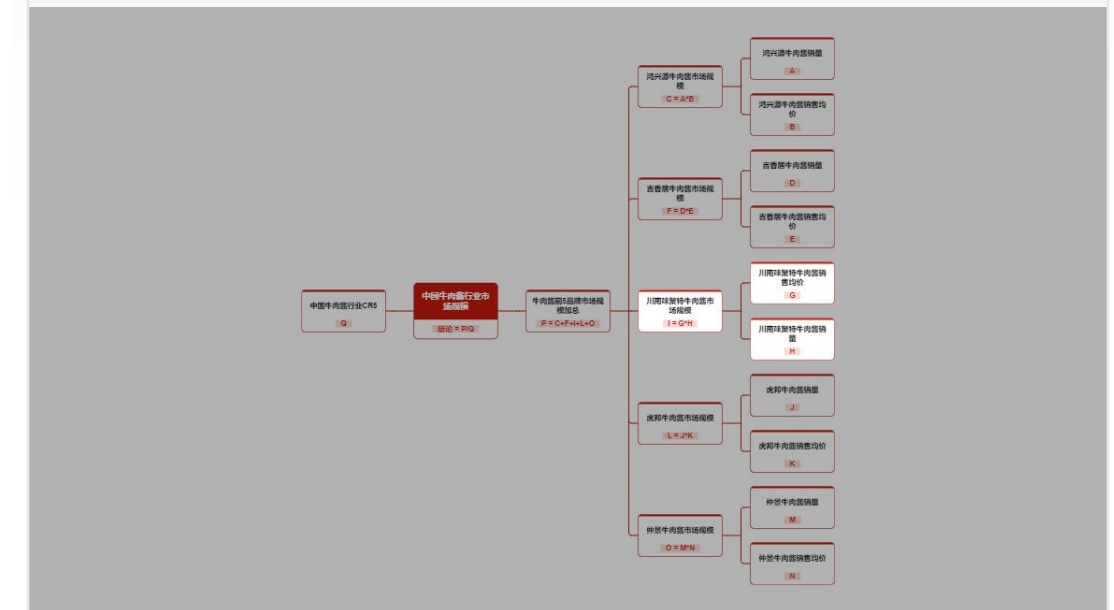 鸿兴源牛肉酱销量
A
鸿兴源牛肉酱市场规
模
C = A*B
鸿兴源牛肉酱销售均
价
B
吉香居牛肉酱销量
D
吉香居牛肉酱市场规
模
F = D*E
吉香居牛肉酱销售均
价
E
川南味聚特牛肉酱销
售均价
G
中国牛肉酱行业CR5
Q
中国牛肉酱行业市
场规模
结论 = P/Q
牛肉酱前5品牌市场规
模加总
P = C+F+I+L+O
川南味聚特牛肉酱市
场规模
I = G*H
川南味聚特牛肉酱销
量
H
虎邦牛肉酱销量
J
虎邦牛肉酱市场规模
L = J*K
虎邦牛肉酱销售均价
K
仲景牛肉酱销量
M
仲景牛肉酱市场规模
O = M*N
仲景牛肉酱销售均价
N